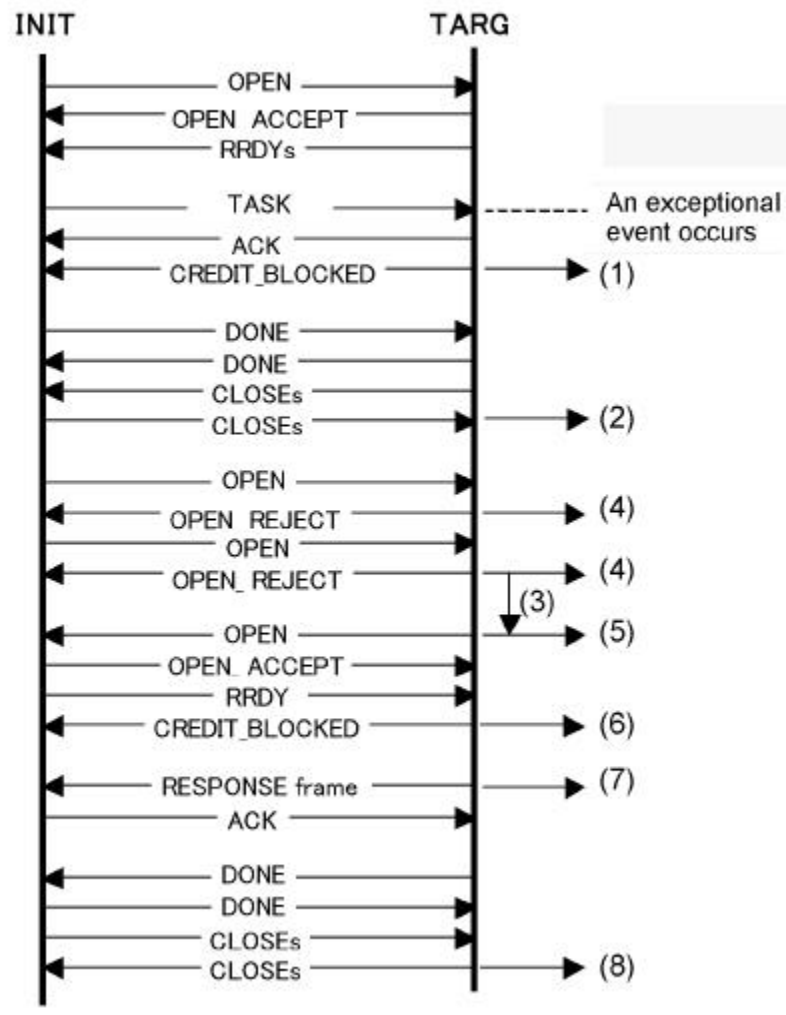 INIT TARG
OPEN
OPEN_ACCEPT
RRDYs
TASK
An exceptional
event occurs
ACK
CREDIT_BLOCKED (1)
DONE
DONE
CLOSEs
CLOSEs (2)
OPEN
OPEN_REJECT (4)
OPEN
OPEN_REJECT (4)
(3)
OPEN (5)
OPEN_ACCEPT
RRDY
CREDIT_BLOCKED (6)
RESPONSE frame (7)
ACK
DONE
DONE
CLOSEs
CLOSEs (8)